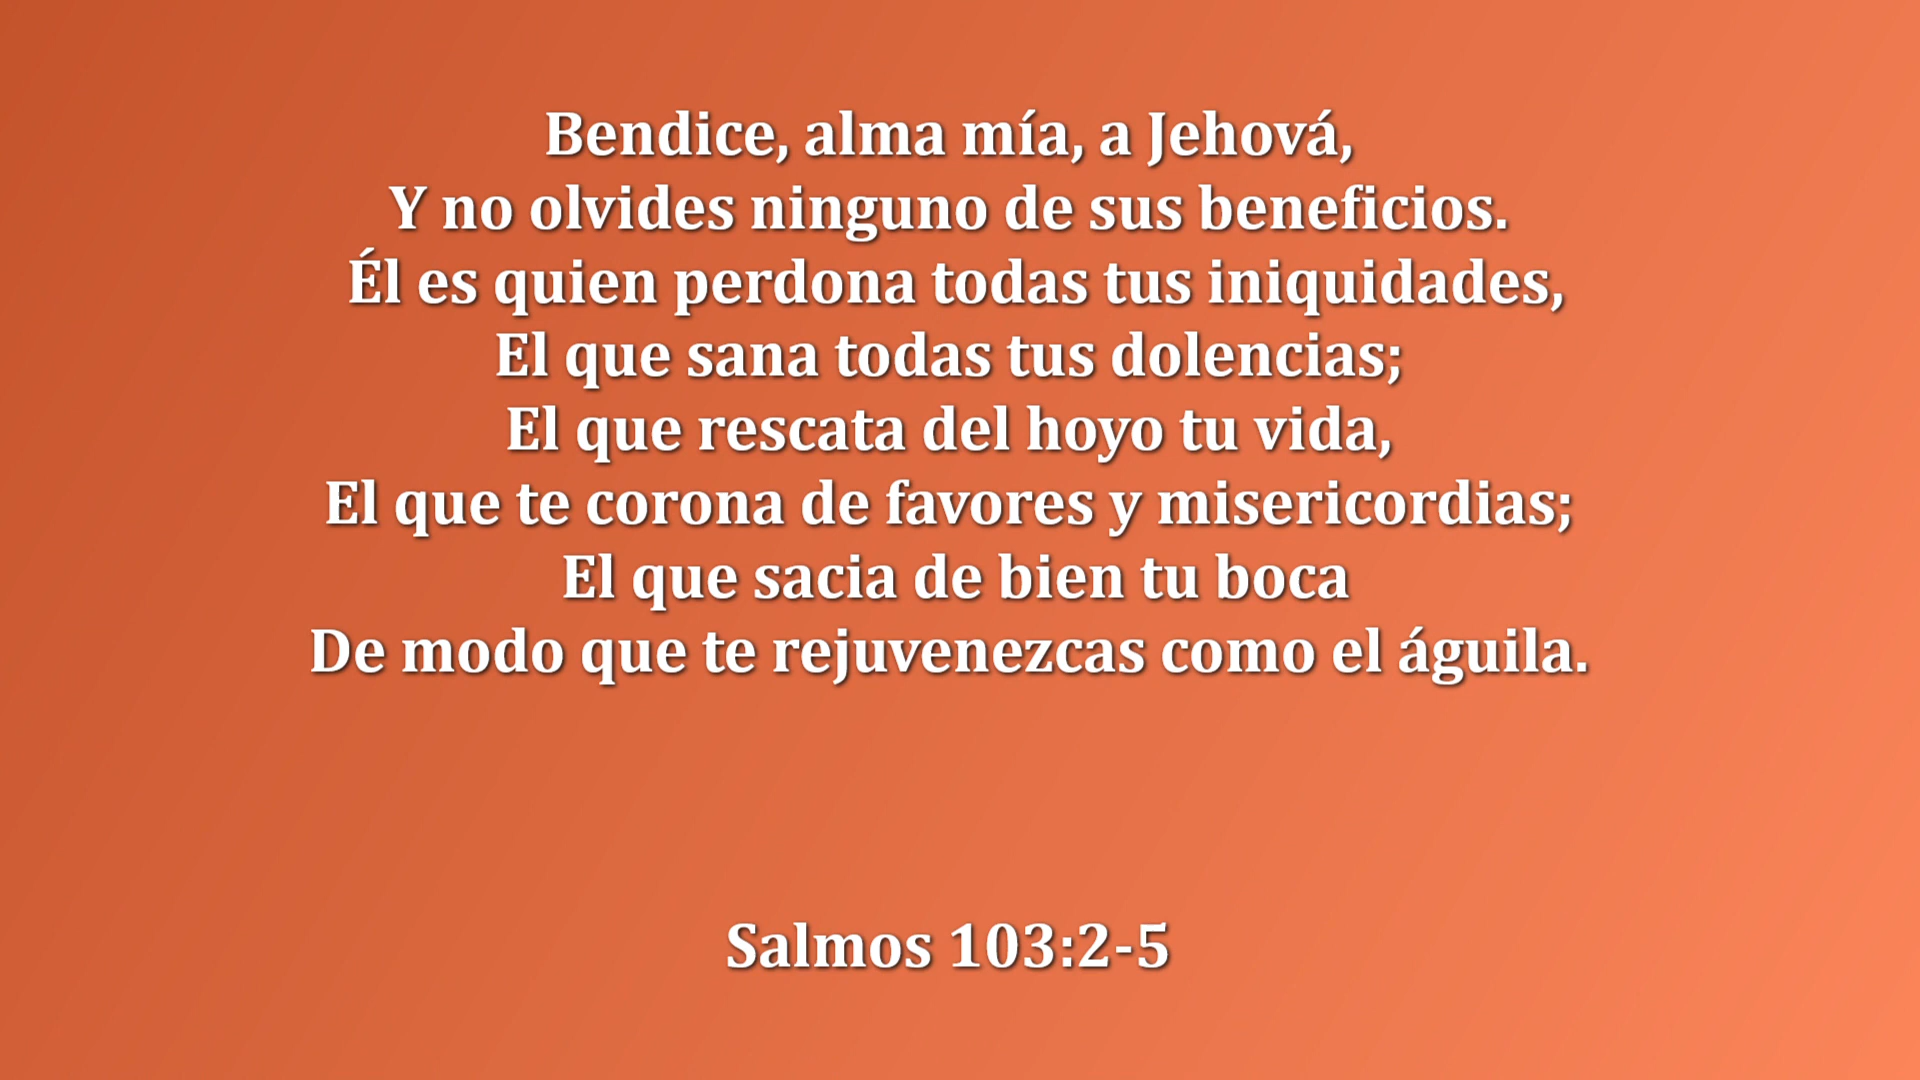 Bendice, alma mía, a Jehová,
Y no olvides ninguno de sus beneficios.
Él es quien perdona todas tus iniquidades,
El que sana todas tus dolencias;
El que rescata del hoyo tu vida,
El que te corona de favores y misericordias;
El que sacia de bien tu boca
De modo que te rejuvenezcas como el águila.
Salmos 103:2-5